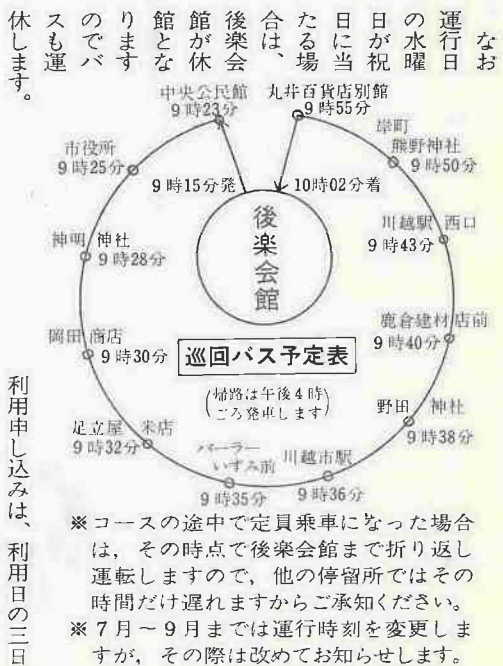 なお
運行日
の水曜
日が祝
日に当
たる場
合は、
後楽会
館が休
館とな
ります
のでバ
スも運
休します。
中央公民館
9時23分
丸井百貨店別館
9時55分
岸町
熊野神社
9時50分
市役所
9時25分
9時15分発
10時02分着
川越駅 西口
9時43分
神明 神社
9時28分
後楽会館
鹿倉建材店前
9時40分
岡田 商店
9時30分
巡回バス予定表
(帰路は午後4時
ごろ発車します)
野田 神社
9時38分
足立屋 米店
9時32分
パーラー
いずみ前
9時35分
川越市駅
9時36分
※コースの途中で定員乗車になった場合
は，その時点で後楽会館まで折り返し
運転しますので，他の停留所ではその
時間だけ遅れますからご承知ください。
※7月〜9月までは運行時刻を変更しま
すが，その際は改めてお知らせします。
利用申し込みは、利用日の三日